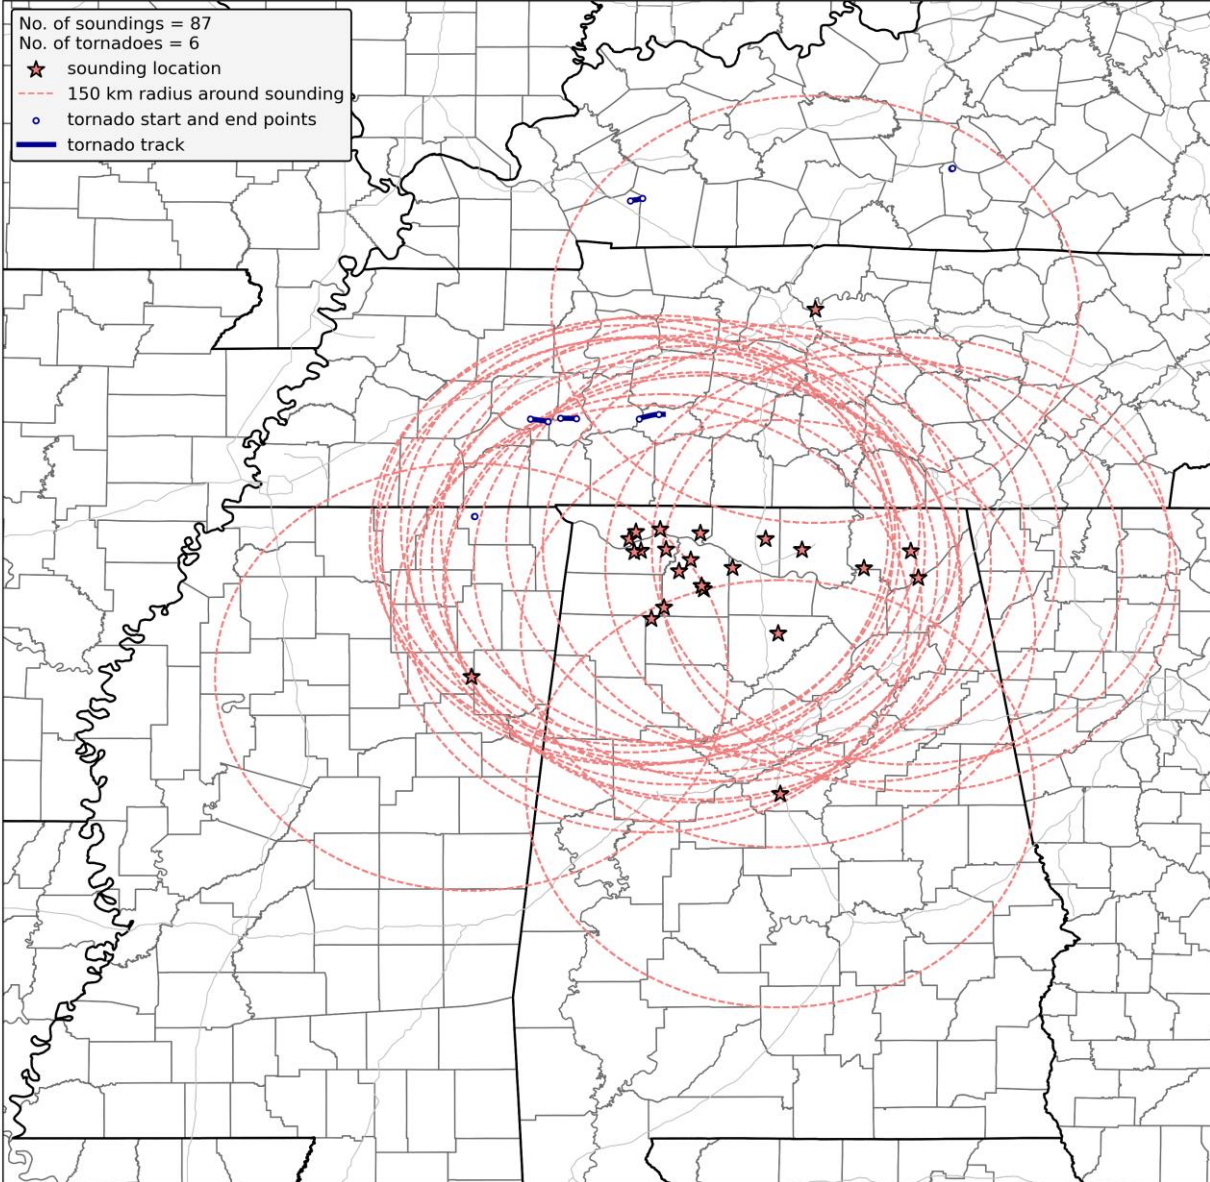 No. of soundings = 87
No. of tornadoes = 6
sounding location
150 km radius around sounding
tornado start and end points
tornado track